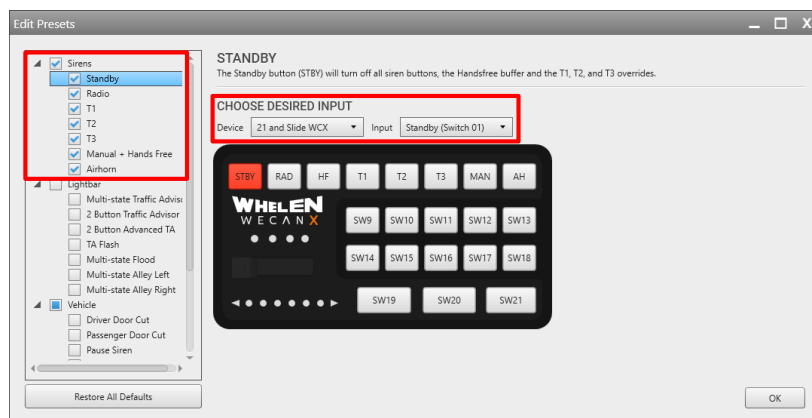 Edit Presets
Sirens
Standby
Radio
T1
T2
T3
Manual + Hands Free
Airhorn
Lightbar
Multi-state Traffic Adviso
2 Button Traffic Advisor
2 Button Advanced TA
TA Flash
Multi-state Flood
Multi-state Alley Left
Multi-state Alley Right
Vehicle
Driver Door Cut
Passenger Door Cut
Pause Siren
Restore All Defaults
STANDBY
The Standby button (STBY) will turn off all siren buttons, the Handsfree buffer and the T1, T2, and T3 overrides.
CHOOSE DESIRED INPUT
Device 21 and Slide WCX Input Standby (Switch 01)
STBY RAD HF T1 T2 T3 MAN AH
WHELEN
WECANX
SW9 SW10 SW11 SW12 SW13
SW14 SW15 SW16 SW17 SW18
SW19 SW20 SW21
OK